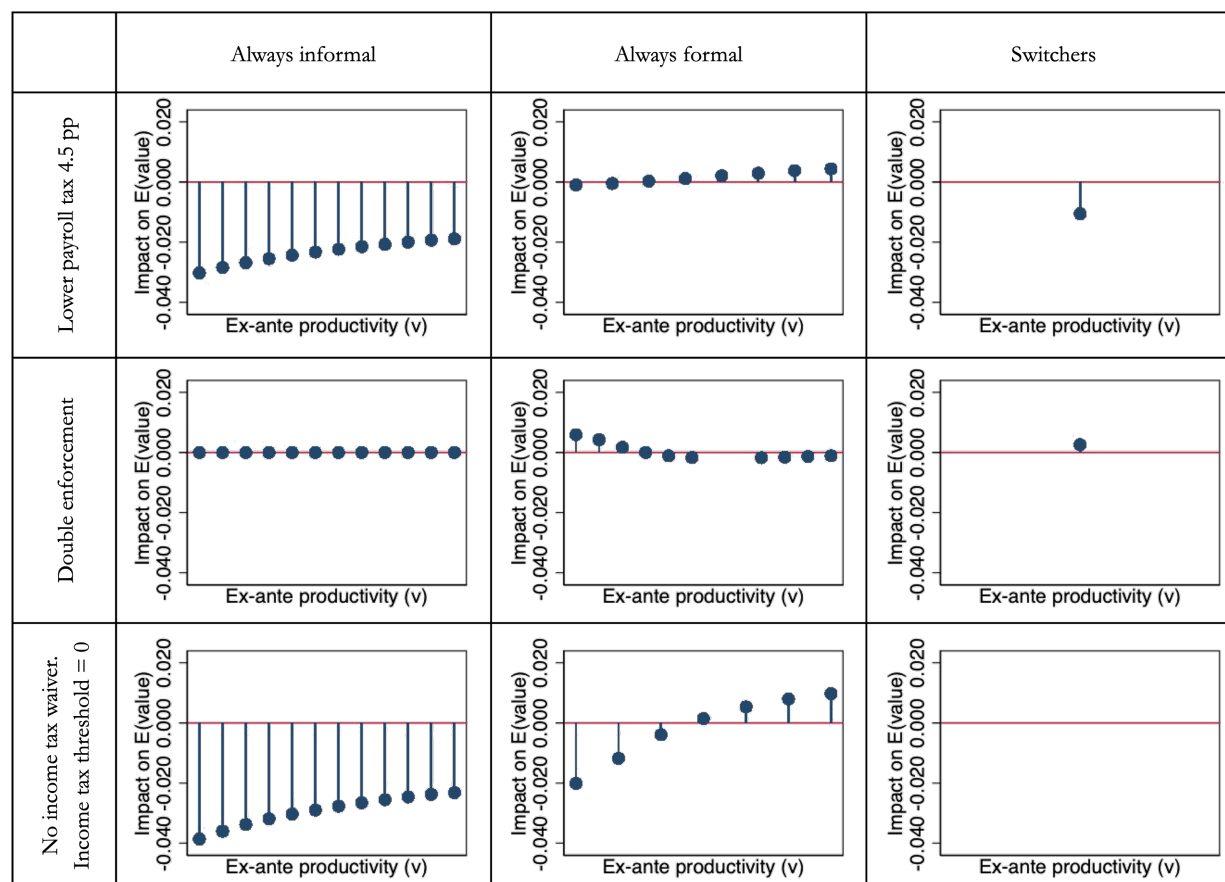 Always informal
Always formal
Switchers
Lower payroll tax 4.5 pp
Impact on E(value)
-0.040 -0.020 0.000 0.020
Ex-ante productivity (v)
Impact on E(value)
-0.040 -0.020 0.000 0.020
Ex-ante productivity (v)
Impact on E(value)
-0.040 -0.020 0.000 0.020
Ex-ante productivity (v)
Double enforcement
Impact on E(value)
-0.040 -0.020 0.000 0.020
Ex-ante productivity (v)
Impact on E(value)
-0.040 -0.020 0.000 0.020
Ex-ante productivity (v)
Impact on E(value)
-0.040 -0.020 0.000 0.020
Ex-ante productivity (v)
No income tax waiver.
Income tax threshold = 0
Impact on E(value)
-0.040 -0.020 0.000 0.020
Ex-ante productivity (v)
Impact on E(value)
-0.040 -0.020 0.000 0.020
Ex-ante productivity (v)
Impact on E(value)
-0.040 -0.020 0.000 0.020
Ex-ante productivity (v)